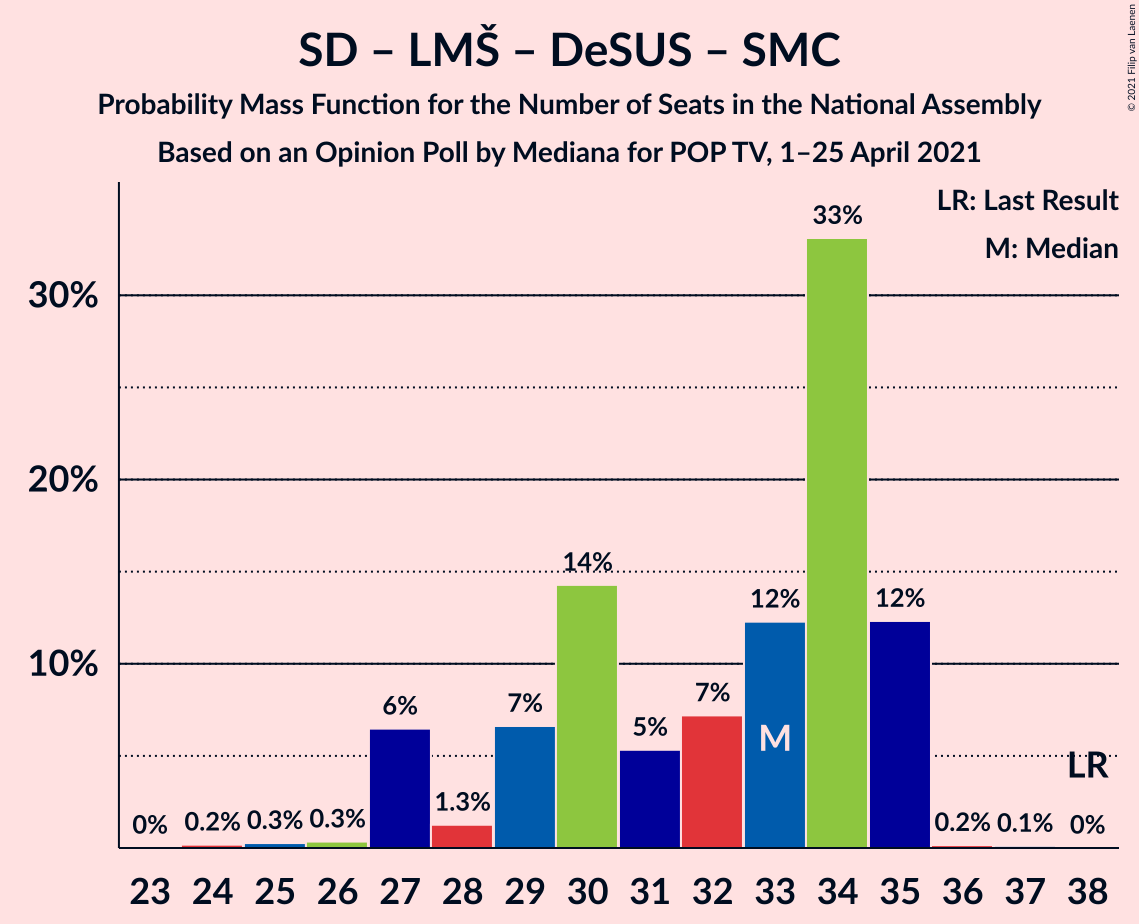 SD – LMŠ – DeSUS – SMC
Probability Mass Function for the Number of Seats in the National Assembly
Based on an Opinion Poll by Mediana for POP TV, 1–25 April 2021
© 2021 Filip van Laenen
LR: Last Result
M: Median
30%
20%
10%
0%
0.2%
0.3%
0.3%
6%
1.3%
7%
14%
5%
7%
12%
33%
12%
0.2%
0.1%
0%
M
LR
23 24 25 26 27 28 29 30 31 32 33 34 35 36 37 38